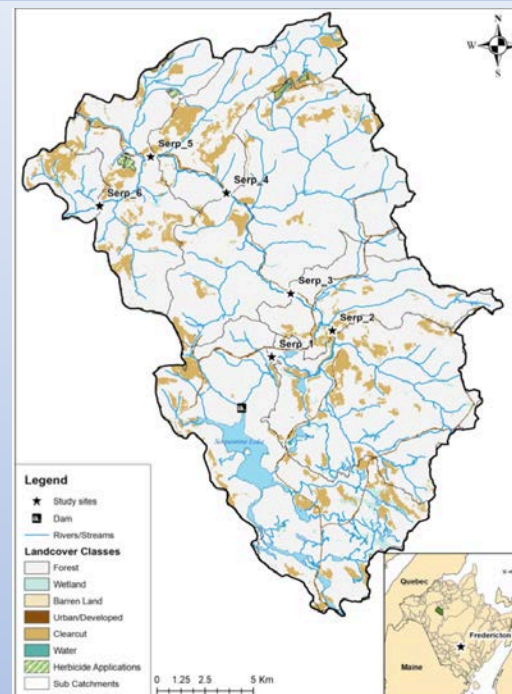 N
W
E
S
Serp_5
Serp_4
Serp_6
Serp_3
Serp_2
Serp_1
Serpentine Lake
Legend
Study sites
Dam
Rivers/Streams
Landcover Classes
Forest
Wetland
Barren Land
Urban/Developed
Clearcut
Water
Herbicide Applications
Sub Catchments
0 1.25 2.5 5 Km
Quebec
Fredericton
Maine